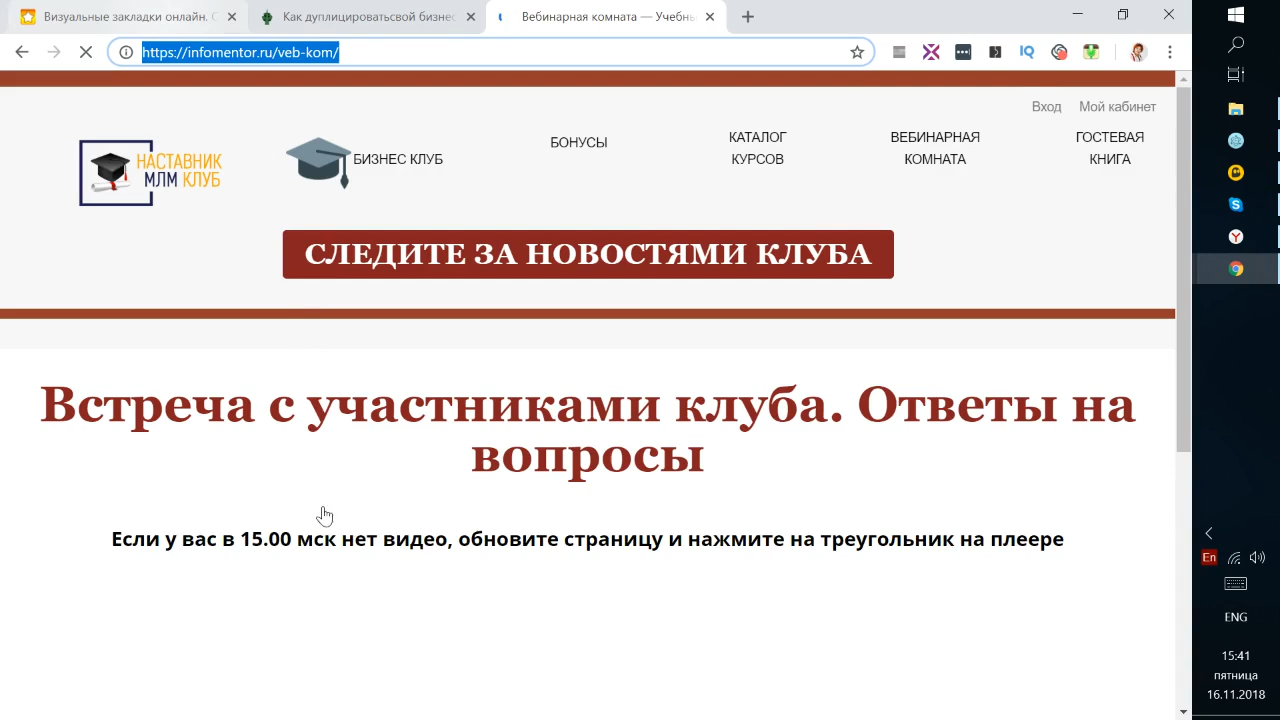 Визуальные закладки онлайн. С
Как дуплицироватьсвой бизнес
Вебинарная комната — Учебны
https://infomentor.ru/veb-kom/
IQ
Вход
Мой кабинет
НАСТАВНИК
МЛМ КЛУБ
БИЗНЕС КЛУБ
БОНУСЫ
КАТАЛОГ
КУРСОВ
ВЕБИНАРНАЯ
КОМНАТА
ГОСТЕВАЯ
КНИГА
СЛЕДИТЕ ЗА НОВОСТЯМИ КЛУБА
Встреча с участниками клуба. Ответы на
вопросы
Если у вас в 15.00 мск нет видео, обновите страницу и нажмите на треугольник на плеере
En
ENG
15:41
пятница
16.11.2018